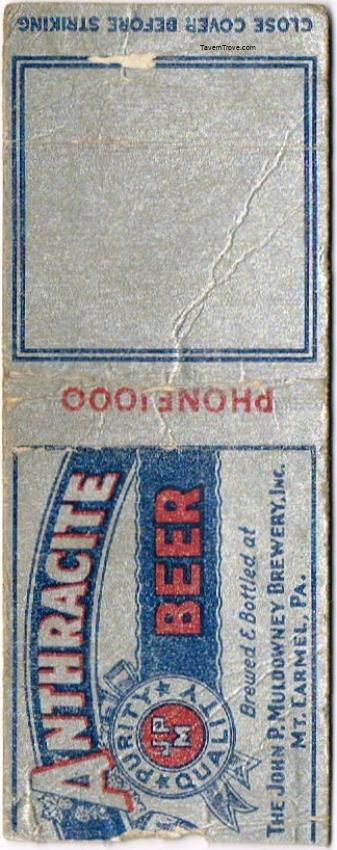 CLOSE COVER BEFORE STRIKING
TavernTrove.com
PHONE 1000
ANTHRACITE
BEER
PURITY
QUALITY
JPM
Brewed & Bottled at
THE JOHN P. MULDOWNEY BREWERY, INC.
MT. CARMEL, PA.